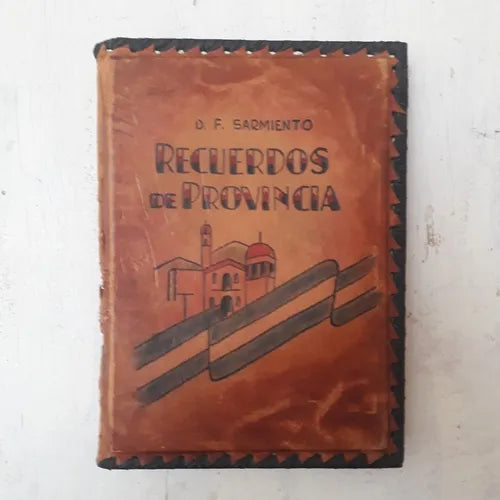 D. F. SARMIENTO
RECUERDOS
DE PROVINCIA